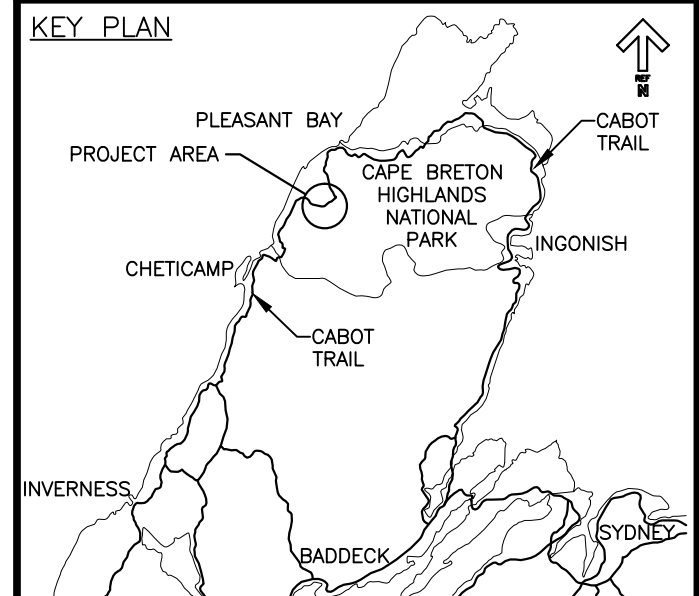 KEY PLAN
REF
N
PLEASANT BAY
CABOT
TRAIL
PROJECT AREA
CAPE BRETON
HIGHLANDS
NATIONAL
PARK
INGONISH
CHETICAMP
CABOT
TRAIL
INVERNESS
SYDNEY
BADDECK